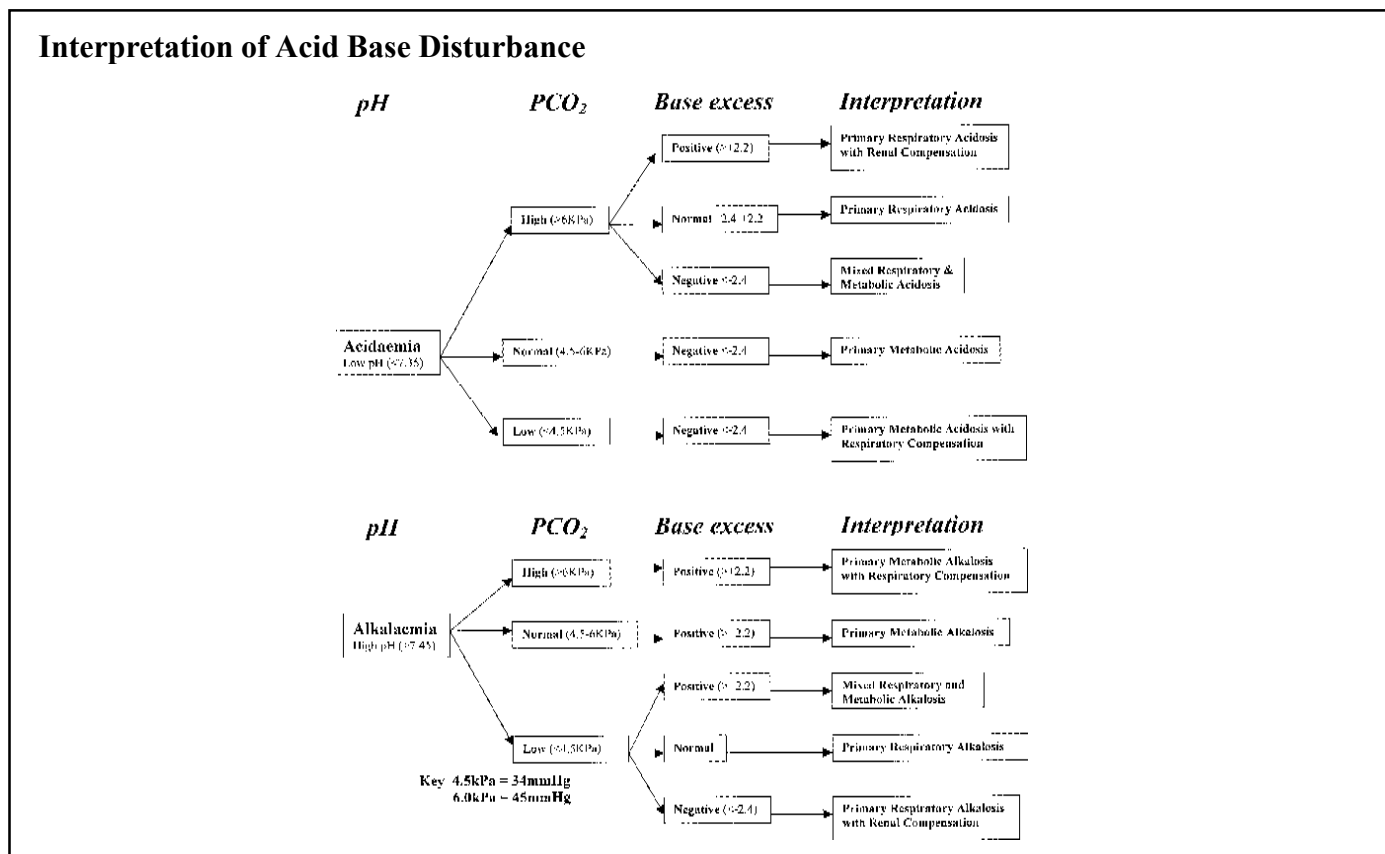 Interpretation of Acid Base Disturbance
pH PCO2 Base excess Interpretation
Positive (>+2.2)
Primary Respiratory Acidosis
with Renal Compensation
High (>6KPa)
Normal -2.4 +2.2
Primary Respiratory Acidosis
Negative <-2.4
Mixed Respiratory &
Metabolic Acidosis
Acidaemia
Low pH (<7.36)
Normal (4.5-6KPa)
Negative <-2.4
Primary Metabolic Acidosis
Low (<4.5KPa)
Negative <-2.4
Primary Metabolic Acidosis with
Respiratory Compensation
pH PCO2 Base excess Interpretation
High (>6KPa)
Positive (>+2.2)
Primary Metabolic Alkalosis
with Respiratory Compensation
Alkalaemia
High pH (>7.45)
Normal (4.5-6KPa)
Positive (>+2.2)
Primary Metabolic Alkalosis
Positive (>+2.2)
Mixed Respiratory and
Metabolic Alkalosis
Low (<4.5KPa)
Normal
Primary Respiratory Alkalosis
Key 4.5kPa = 34mmHg
6.0kPa = 45mmHg
Negative (<-2.4)
Primary Respiratory Alkalosis
with Renal Compensation